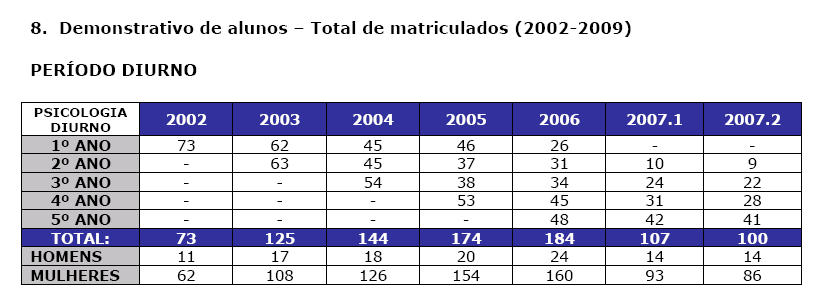 8. Demonstrativo de alunos – Total de matriculados (2002-2009)
PERÍODO DIURNO
PSICOLOGIA DIURNO 2002 2003 2004 2005 2006 2007.1 2007.2
1º ANO 73 62 45 46 26 - -
2º ANO - 63 45 37 31 10 9
3º ANO - - 54 38 34 24 22
4º ANO - - - 53 45 31 28
5º ANO - - - - 48 42 41
TOTAL: 73 125 144 174 184 107 100
HOMENS 11 17 18 20 24 14 14
MULHERES 62 108 126 154 160 93 86